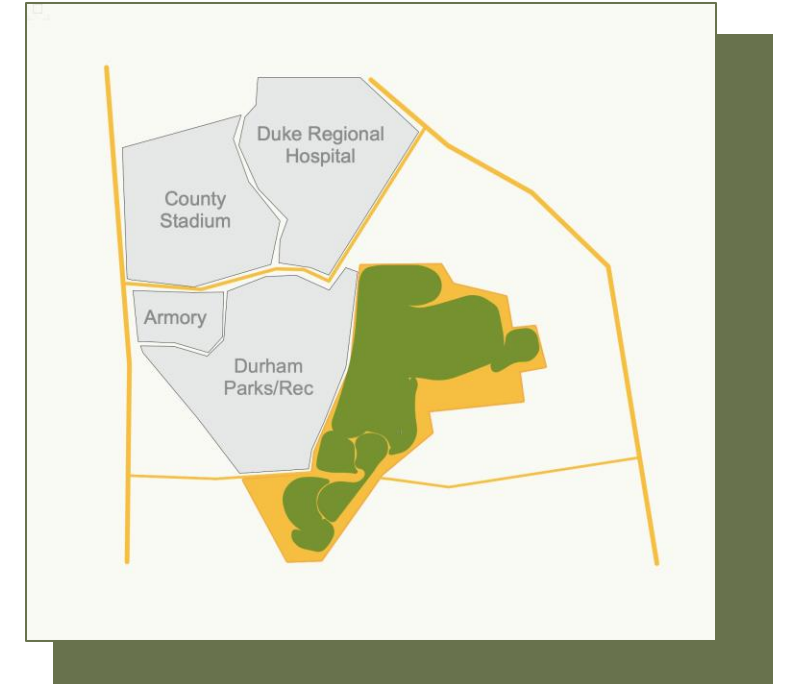 Duke Regional
Hospital
County
Stadium
Armory
Durham
Parks/Rec